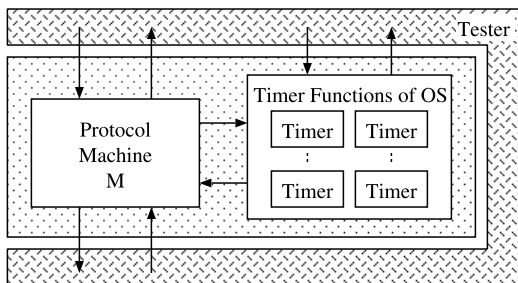 Tester
Timer Functions of OS
Protocol
Machine
M
Timer Timer
Timer Timer